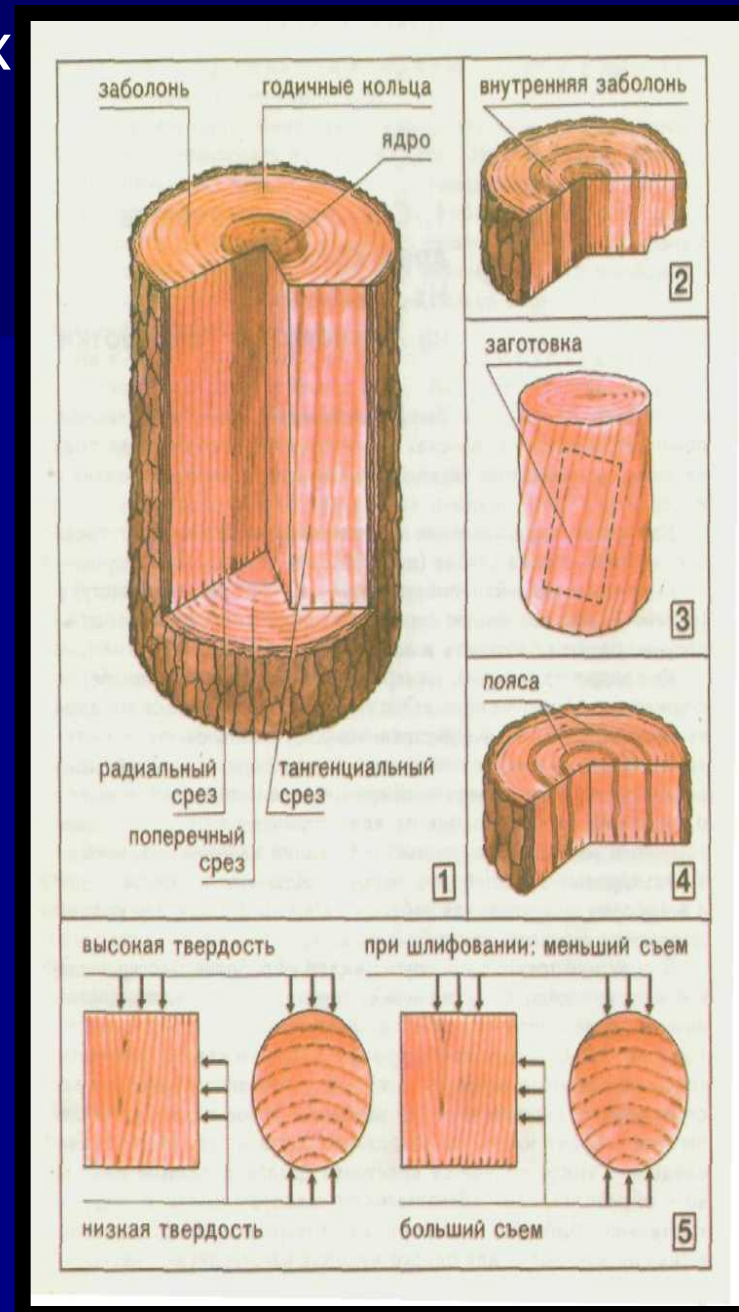 х
заболонь
годичные кольца
ядро
радиальный
срез
тангенциальный
срез
поперечный
срез
1
внутренняя заболонь
2
заготовка
3
пояса
4
высокая твердость
при шлифовании: меньший съем
низкая твердость
больший съем
5